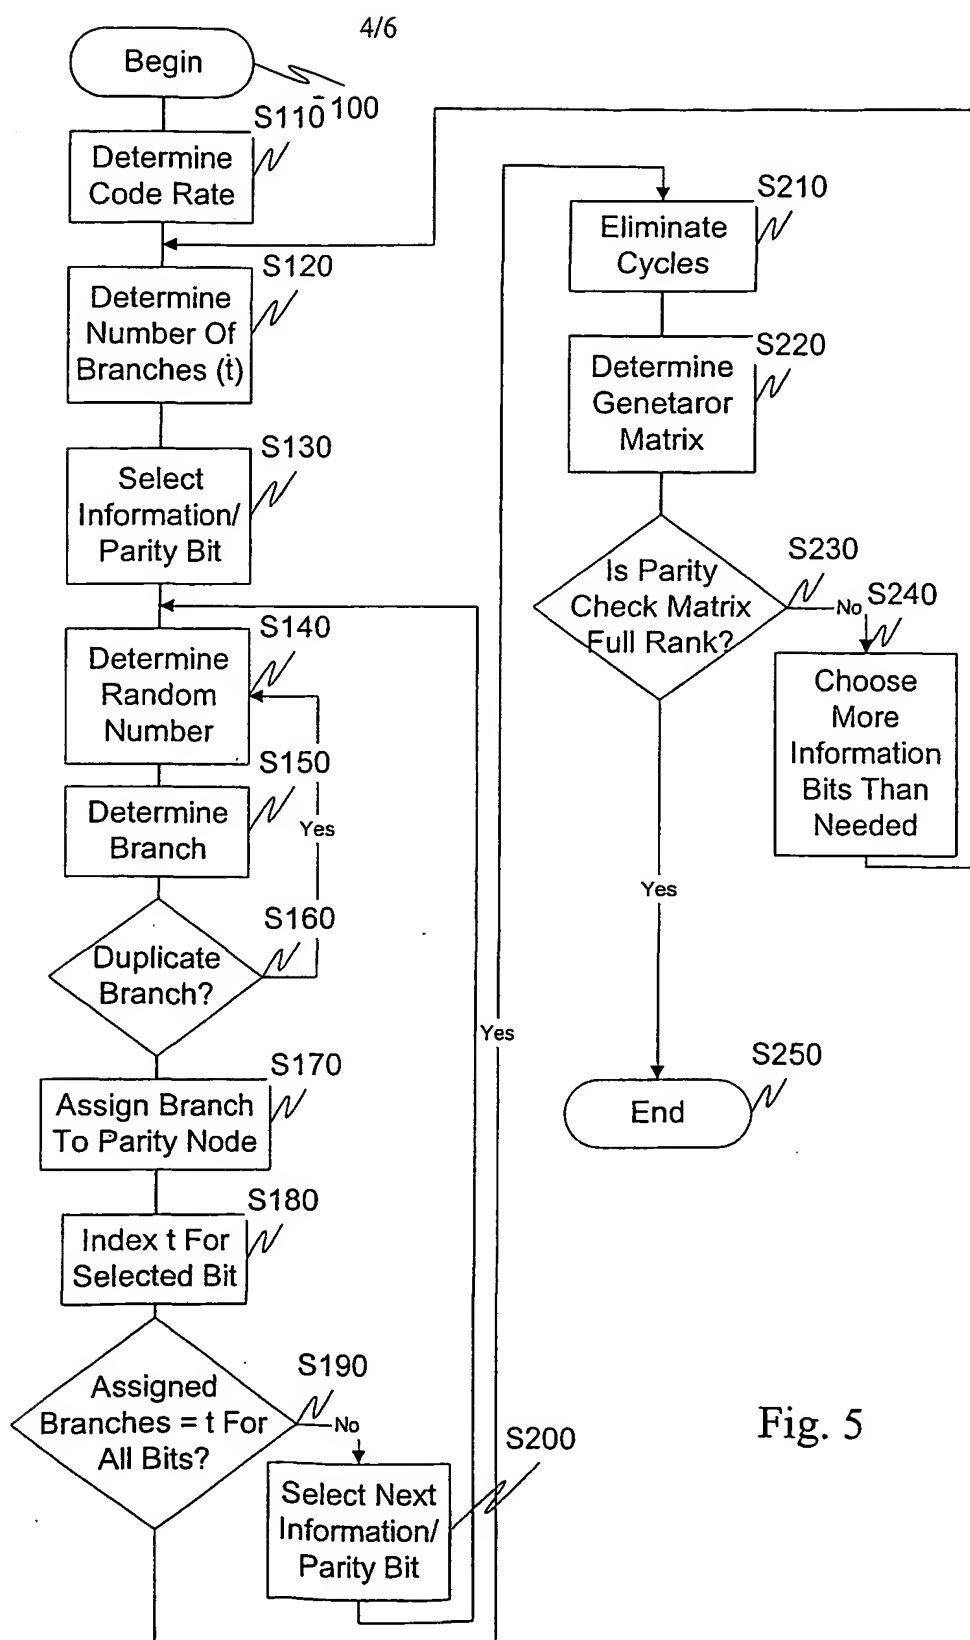 4/6
Begin
100
S110
Determine
Code Rate
S120
Determine
Number Of
Branches (t)
S130
Select
Information/
Parity Bit
S140
Determine
Random
Number
S150
Determine
Branch
Yes
S160
Duplicate
Branch?
S170
Assign Branch
To Parity Node
S180
Index t For
Selected Bit
S190
Assigned
Branches = t For
All Bits?
No
S200
Select Next
Information/
Parity Bit
Yes
S210
Eliminate
Cycles
S220
Determine
Genetaror
Matrix
S230
Is Parity
Check Matrix
Full Rank?
No
S240
Choose
More
Information
Bits Than
Needed
Yes
S250
End
Fig. 5